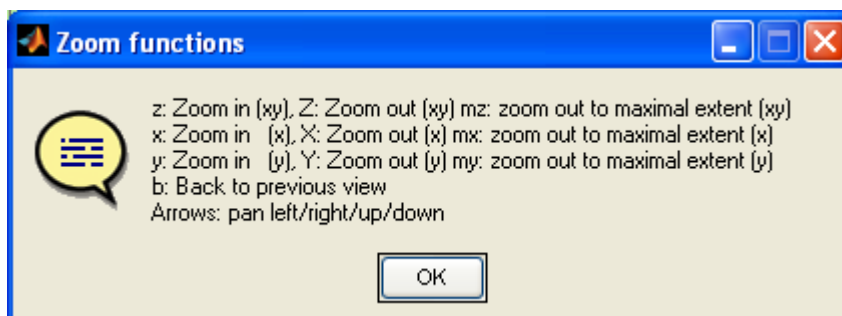 Zoom functions
z: Zoom in (xy), Z: Zoom out (xy) mz: zoom out to maximal extent (xy)
x: Zoom in (x), X: Zoom out (x) mx: zoom out to maximal extent (x)
y: Zoom in (y), Y: Zoom out (y) my: zoom out to maximal extent (y)
b: Back to previous view
Arrows: pan left/right/up/down
OK